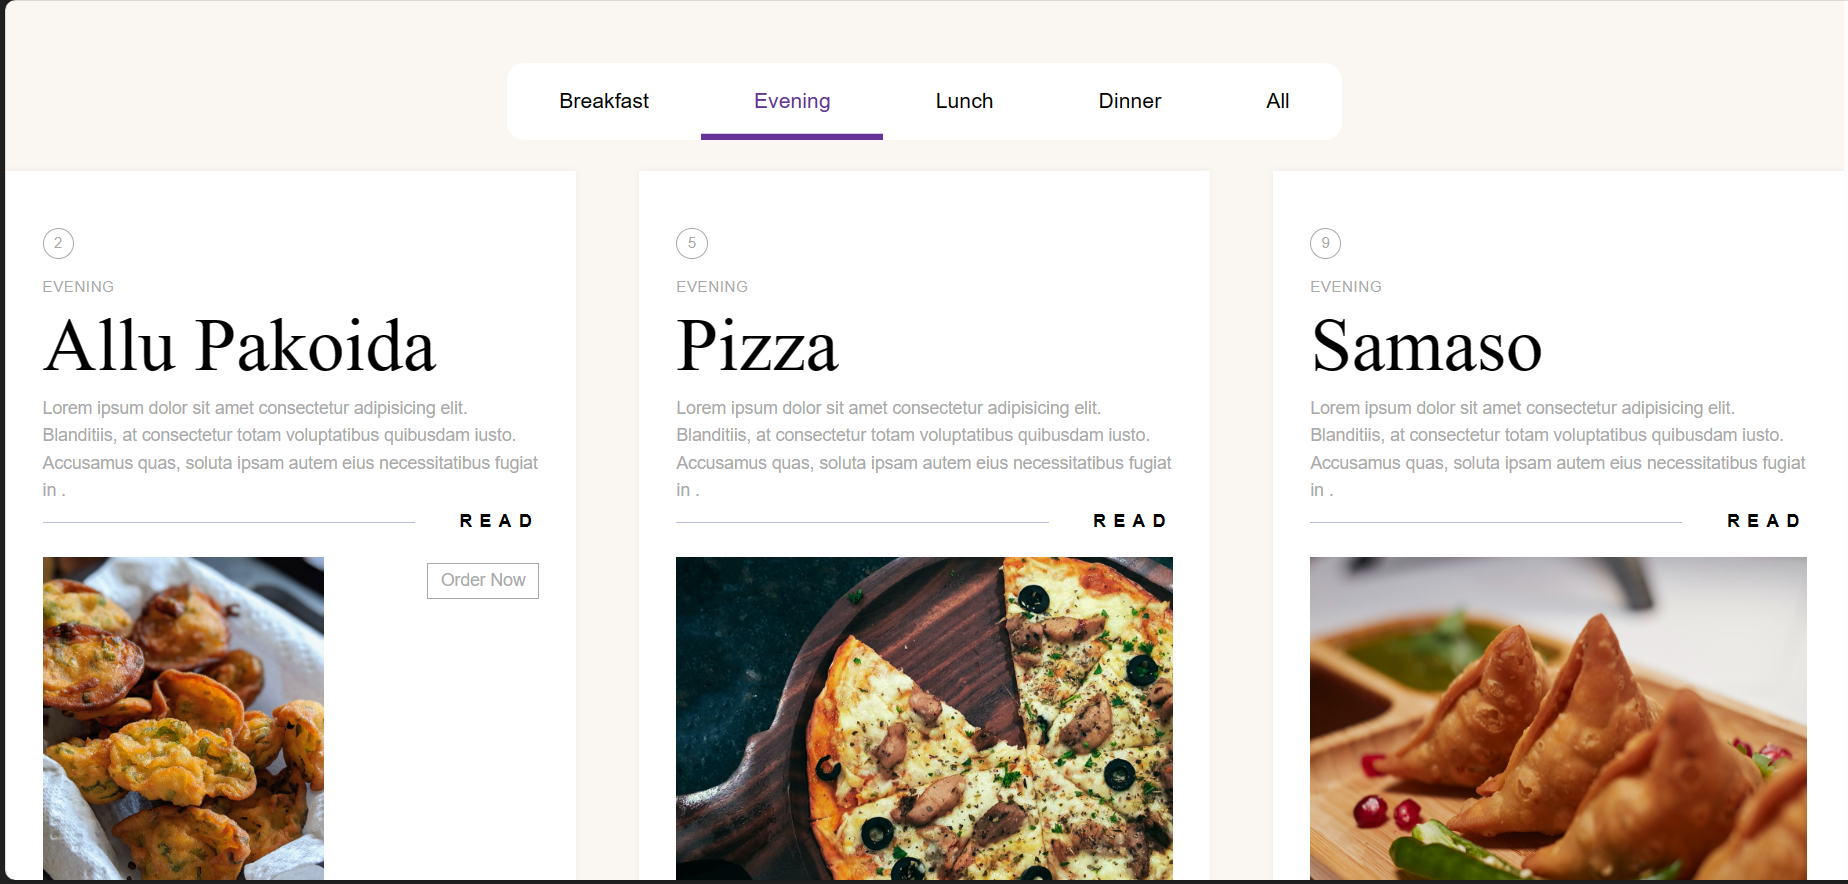 Breakfast Evening Lunch Dinner All
2
EVENING
Allu Pakoida
Lorem ipsum dolor sit amet consectetur adipisicing elit.
Blanditiis, at consectetur totam voluptatibus quibusdam iusto.
Accusamus quas, soluta ipsam autem eius necessitatibus fugiat
in .
READ
Order Now
5
EVENING
Pizza
Lorem ipsum dolor sit amet consectetur adipisicing elit.
Blanditiis, at consectetur totam voluptatibus quibusdam iusto.
Accusamus quas, soluta ipsam autem eius necessitatibus fugiat
in .
READ
9
EVENING
Samaso
Lorem ipsum dolor sit amet consectetur adipisicing elit.
Blanditiis, at consectetur totam voluptatibus quibusdam iusto.
Accusamus quas, soluta ipsam autem eius necessitatibus fugiat
in .
READ